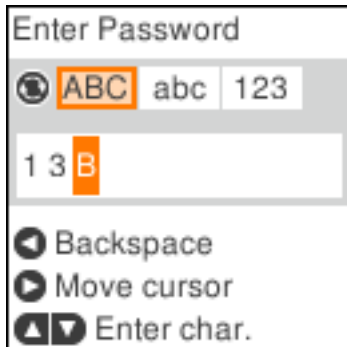 Enter Password
ABC abc 123
1 3 B
Backspace
Move cursor
Enter char.